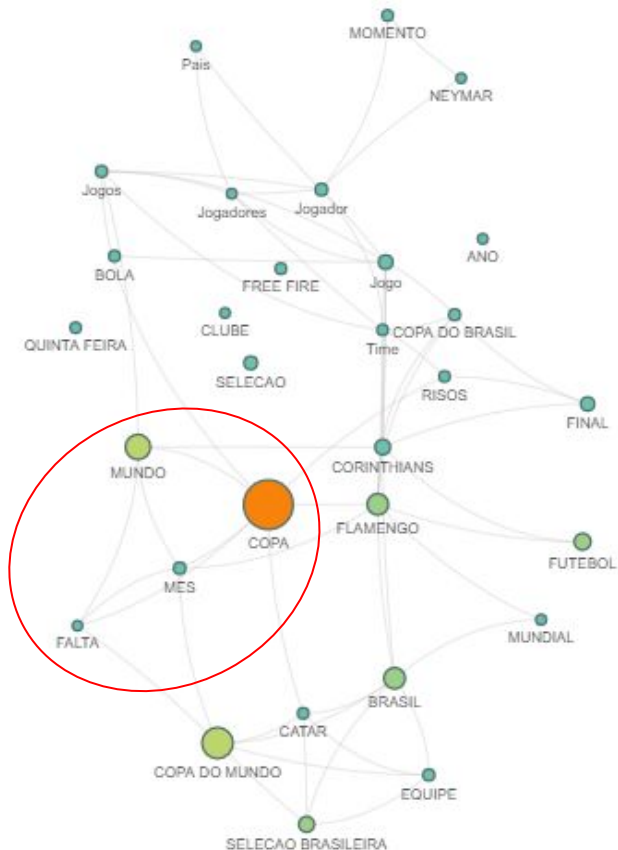 MOMENTO
Pais
NEYMAR
Jogos
Jogadores
Jogador
ANO
BOLA
FREE FIRE
Jogo
CLUBE
COPA DO BRASIL
QUINTA FEIRA
Time
SELECAO
RISOS
FINAL
MUNDO
CORINTHIANS
COPA
FLAMENGO
FUTEBOL
MES
FALTA
MUNDIAL
BRASIL
CATAR
COPA DO MUNDO
EQUIPE
SELECAO BRASILEIRA